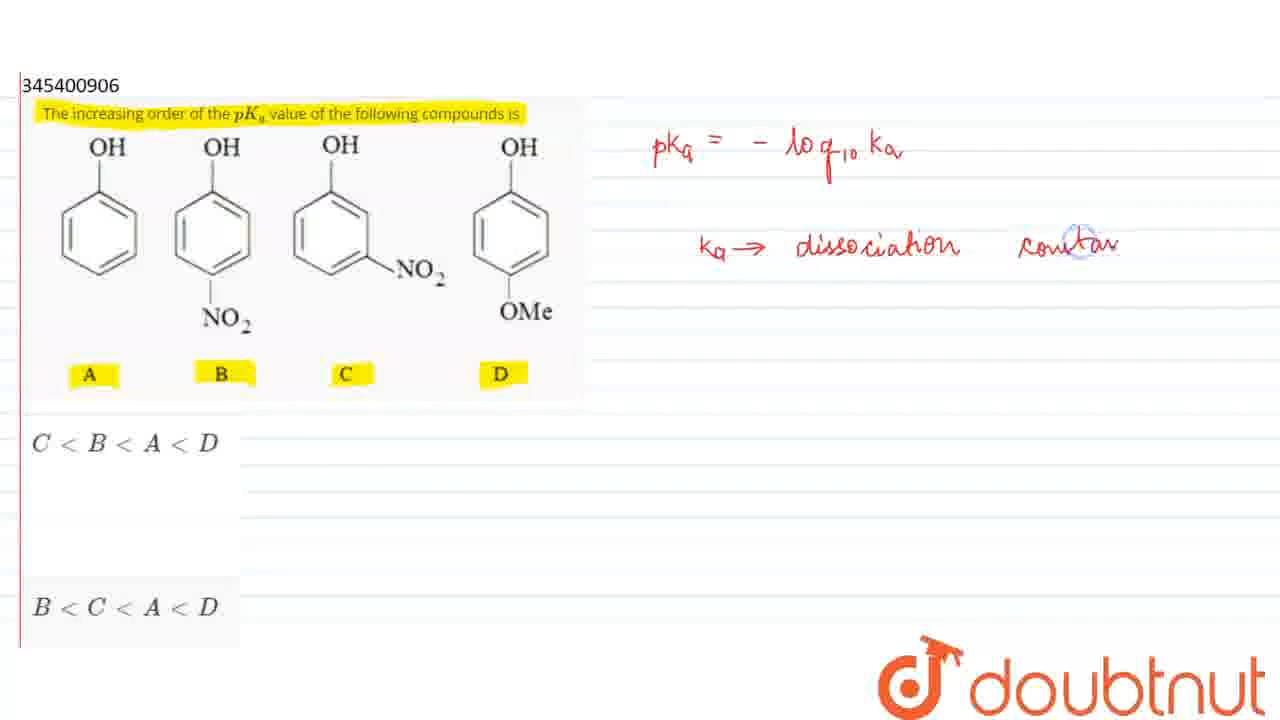 345400906
The increasing order of the pKa value of the following compounds is
OH OH OH OH
NO2
NO2
OMe
A B C D
C < B < A < D
B < C < A < D
pKa = - log10 Ka
Ka → dissociation constan
doubtnut